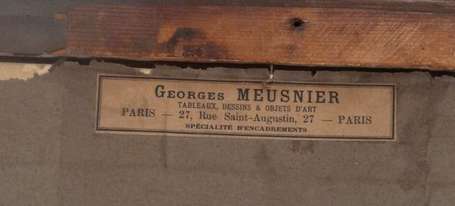 Georges MEUSNIER
TABLEAUX, DESSINS & OBJETS D'ART
PARIS — 27, Rue Saint-Augustin, 27 — PARIS
SPÉCIALITÉ D'ENCADREMENTS